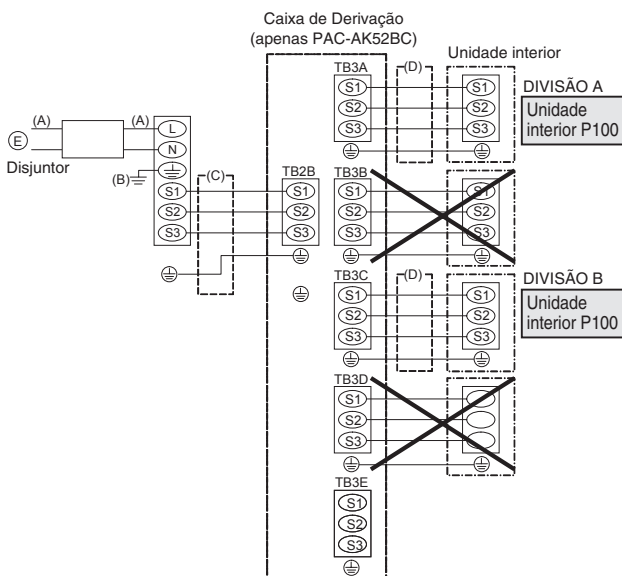 Caixa de Derivação
(apenas PAC-AK52BC)
Unidade interior
TB3A
(D)
S1
S1
DIVISÃO A
S2
S2
Unidade
interior P100
S3
S3
(A)
(A)
L
E
N
Disjuntor
(B)
(C)
TB2B
TB3B
S1
S1
S1
S1
S2
S2
S2
S2
S3
S3
S3
S3
TB3C
(D)
DIVISÃO B
S1
S1
Unidade
interior P100
S2
S2
S3
S3
TB3D
S1
S2
S3
TB3E
S1
S2
S3